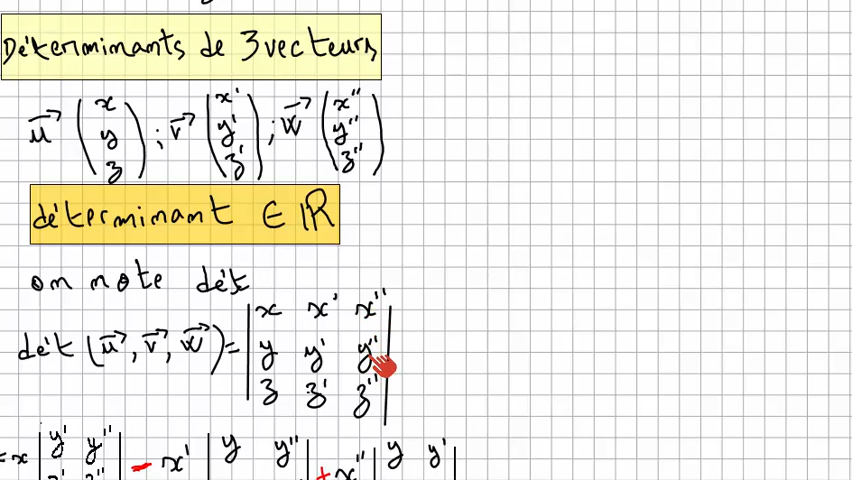 Déterminants de 3 vecteurs
u⃗ (x y z) ; v⃗ (x' y' z') ; w⃗ (x'' y'' z'')
déterminant ∈ ℝ
on note dét
dét (u⃗, v⃗, w⃗) = | x x' x'' |
| y y' y'' |
| z z' z'' |
= x | y' y'' | - x' | y y'' | + x'' | y y' |